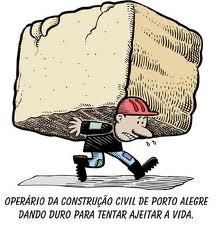 OPERÁRIO DA CONSTRUÇÃO CIVIL DE PORTO ALEGRE
DANDO DURO PARA TENTAR AJEITAR A VIDA.